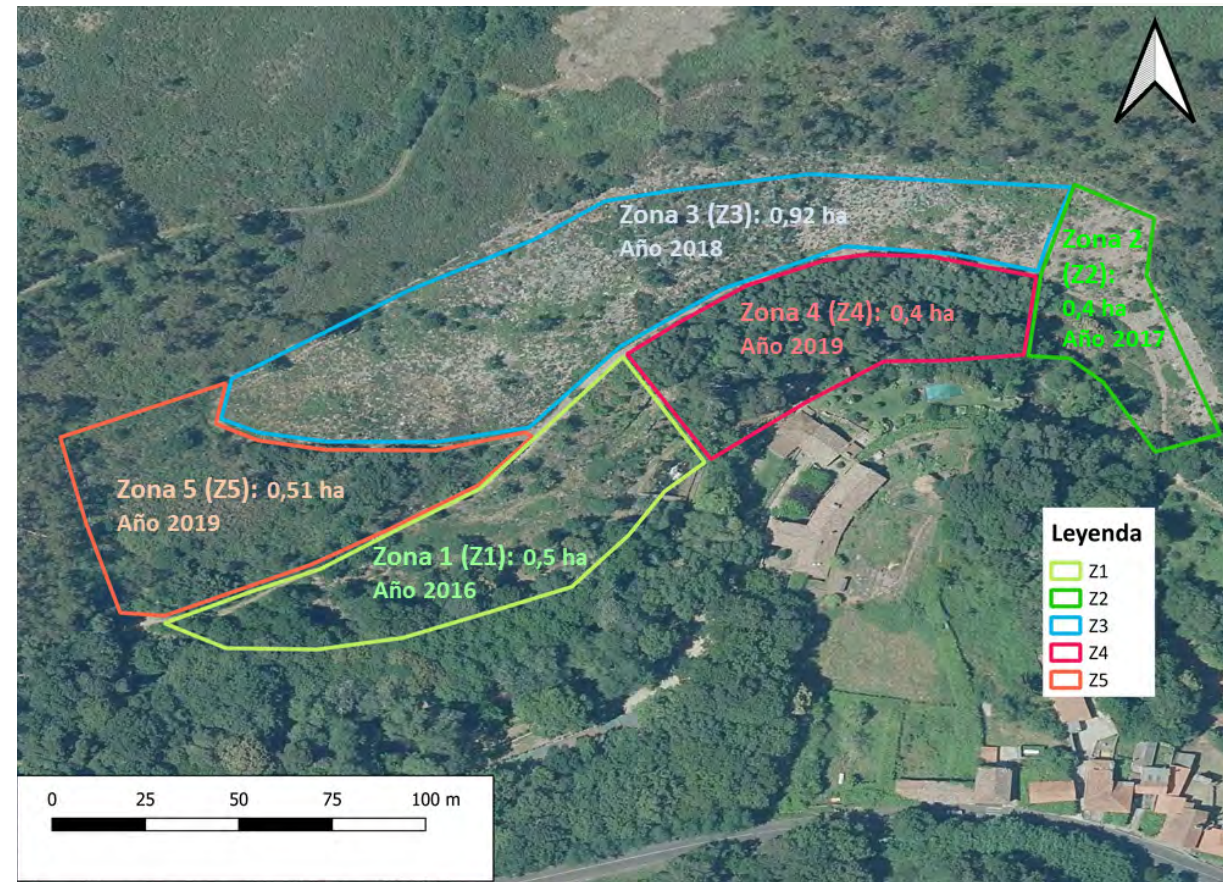 Zona 3 (Z3): 0,92 ha
Año 2018
Zona 2
(Z2):
0,4 ha
Año 2017
Zona 4 (Z4): 0,4 ha
Año 2019
Zona 5 (Z5): 0,51 ha
Año 2019
Zona 1 (Z1): 0,5 ha
Año 2016
Leyenda
Z1
Z2
Z3
Z4
Z5
0 25 50 75 100 m